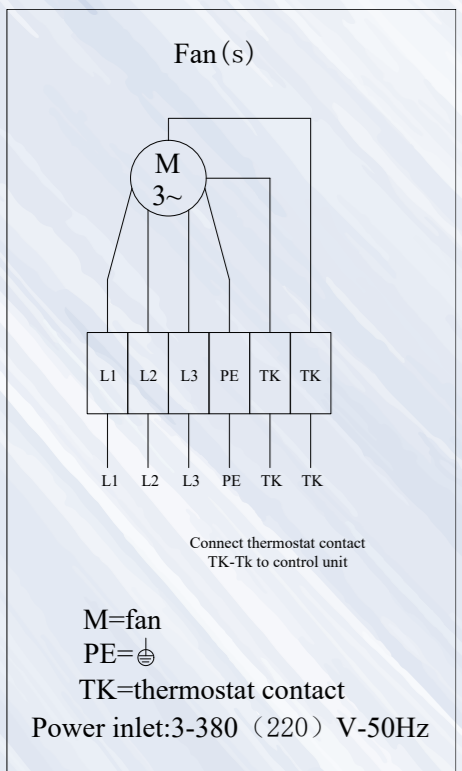 Fan(s)
M
3~
L1 L2 L3 PE TK TK
L1 L2 L3 PE TK TK
Connect thermostat contact
TK-Tk to control unit
M=fan
PE=⏚
TK=thermostat contact
Power inlet:3-380（220）V-50Hz